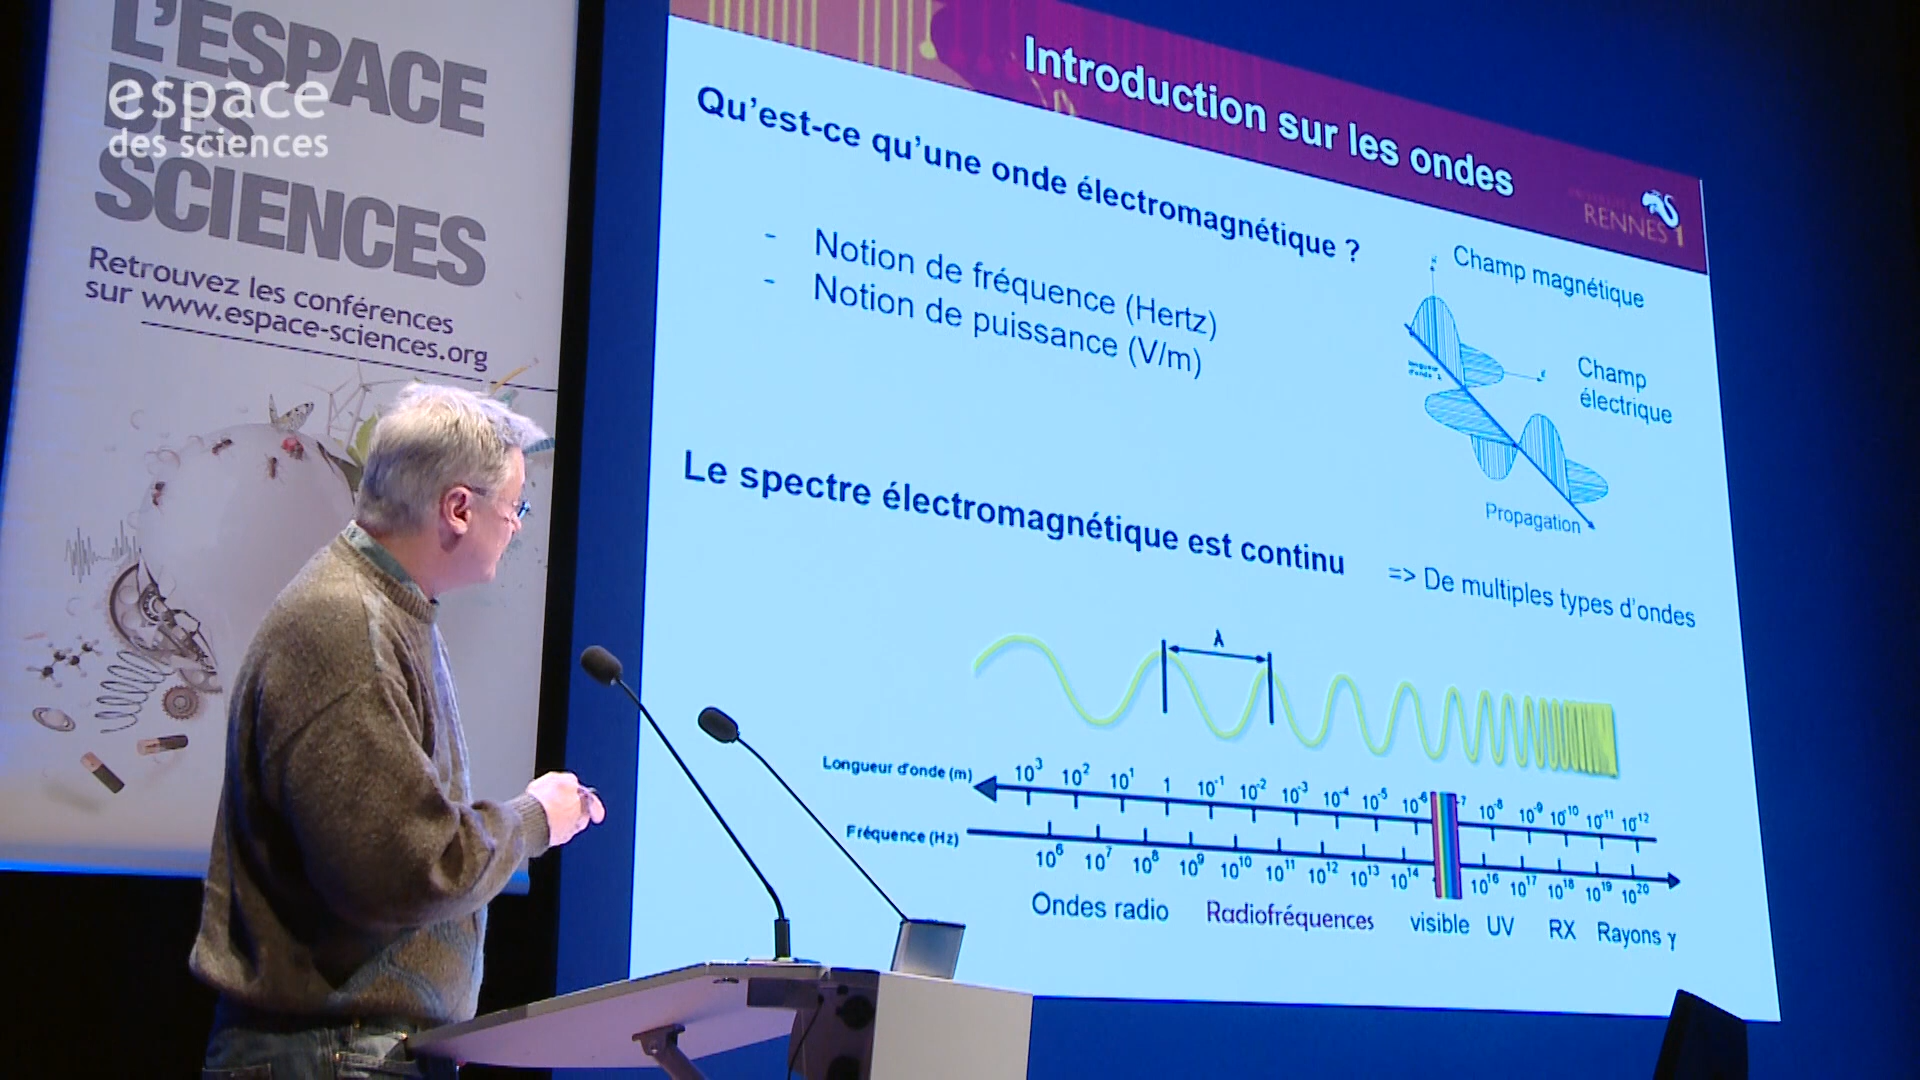 L'ESPACE
DES
SCIENCES
espace
des sciences
Retrouvez les conférences
sur www.espace-sciences.org
Introduction sur les ondes
RENNES 1
Qu'est-ce qu'une onde électromagnétique ?
- Notion de fréquence (Hertz)
- Notion de puissance (V/m)
Champ magnétique
Champ
électrique
Propagation
Le spectre électromagnétique est continu
=> De multiples types d'ondes
λ
Longueur d'onde (m) 10³ 10² 10¹ 1 10⁻¹ 10⁻² 10⁻³ 10⁻⁴ 10⁻⁵ 10⁻⁶ ⁻⁷ 10⁻⁸ 10⁻⁹ 10⁻¹⁰ 10⁻¹¹ 10⁻¹²
Fréquence (Hz) 10⁶ 10⁷ 10⁸ 10⁹ 10¹⁰ 10¹¹ 10¹² 10¹³ 10¹⁴ 10¹⁶ 10¹⁷ 10¹⁸ 10¹⁹ 10²⁰
Ondes radio Radiofréquences visible UV RX Rayons γ